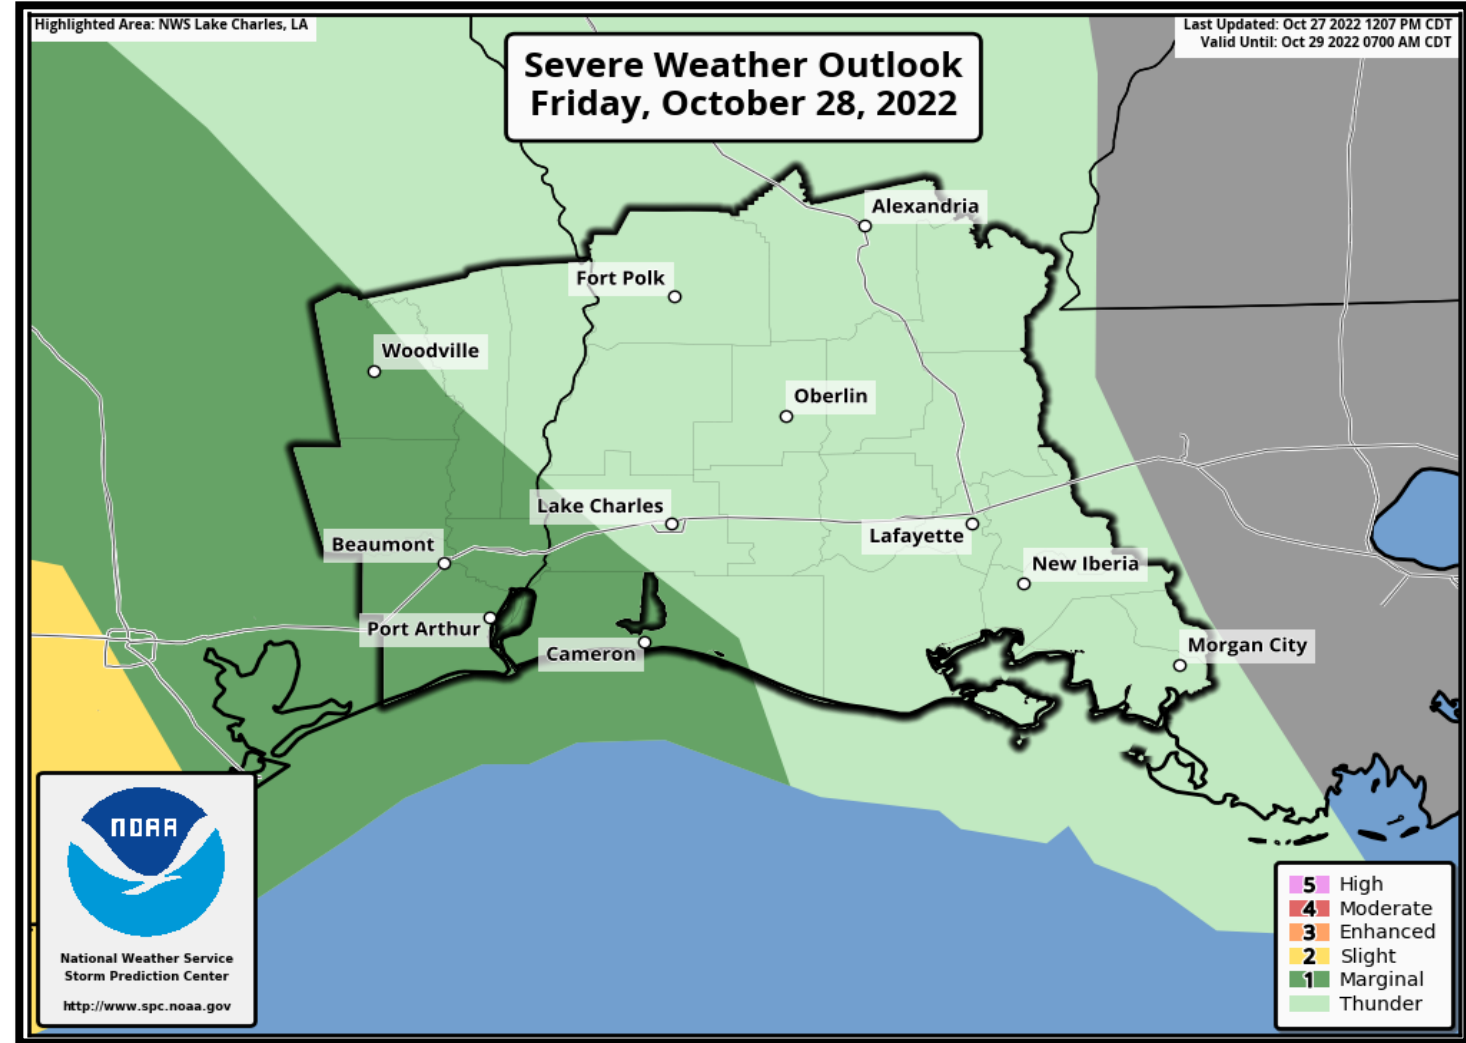 Highlighted Area: NWS Lake Charles, LA
Last Updated: Oct 27 2022 1207 PM CDT
Valid Until: Oct 29 2022 0700 AM CDT
Severe Weather Outlook
Friday, October 28, 2022
Alexandria
Fort Polk
Woodville
Oberlin
Lake Charles
Lafayette
Beaumont
New Iberia
Port Arthur
Cameron
Morgan City
NOAA
National Weather Service
Storm Prediction Center
http://www.spc.noaa.gov
5 High
4 Moderate
3 Enhanced
2 Slight
1 Marginal
Thunder